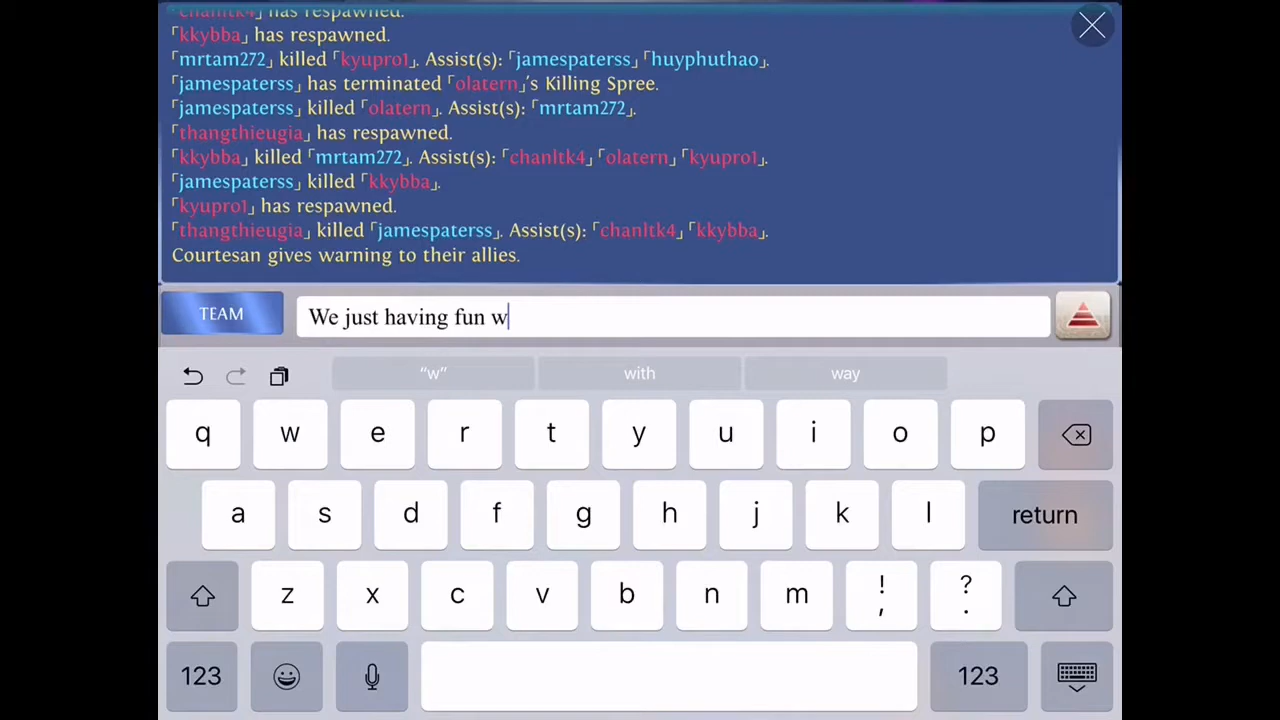 「chanltk4」 has respawned.
「kkybba」 has respawned.
「mrtam272」 killed 「kyupro1」. Assist(s): 「jamespaterss」「huyphuthao」.
「jamespaterss」 has terminated 「olatern」's Killing Spree.
「jamespaterss」 killed 「olatern」. Assist(s): 「mrtam272」.
「thangthieugia」 has respawned.
「kkybba」 killed 「mrtam272」. Assist(s): 「chanltk4」「olatern」「kyupro1」.
「jamespaterss」 killed 「kkybba」.
「kyupro1」 has respawned.
「thangthieugia」 killed 「jamespaterss」. Assist(s): 「chanltk4」「kkybba」.
Courtesan gives warning to their allies.
TEAM We just having fun w
“w” with way
q w e r t y u i o p
a s d f g h j k l return
z x c v b n m ! , ? .
123 123